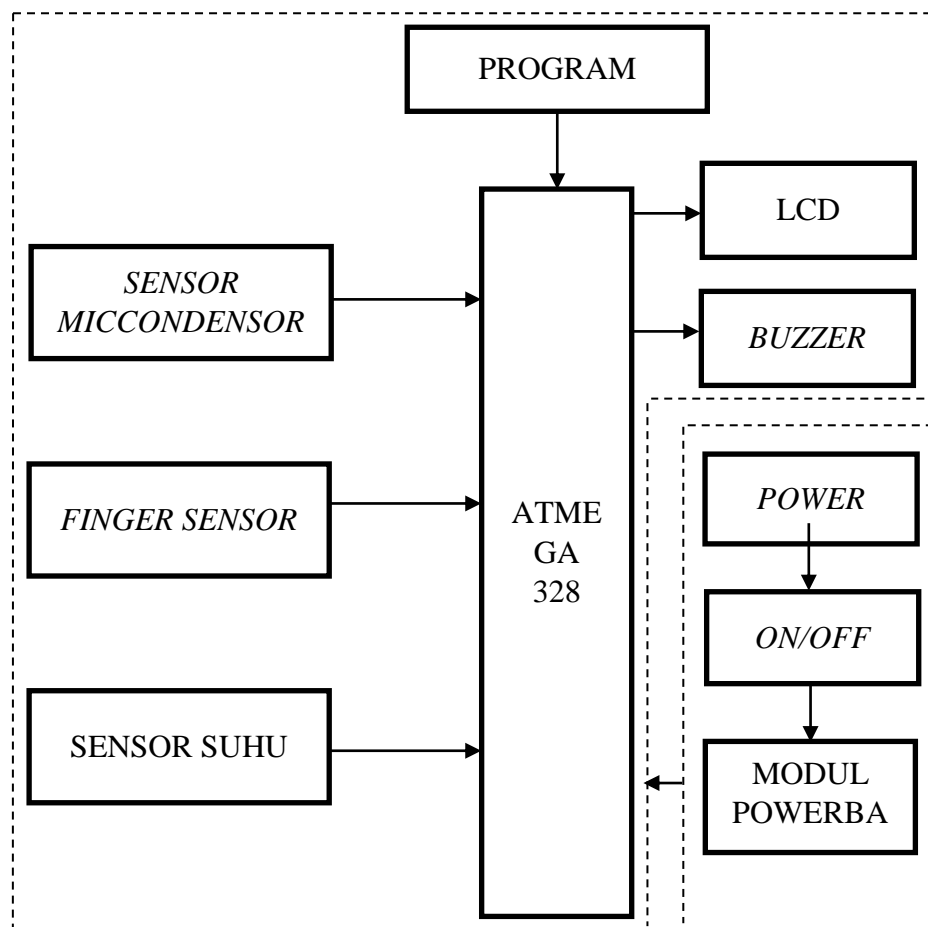 PROGRAM
LCD
SENSOR
MICCONDENSOR
BUZZER
FINGER SENSOR
ATME
GA
328
POWER
ON/OFF
SENSOR SUHU
MODUL
POWERBA